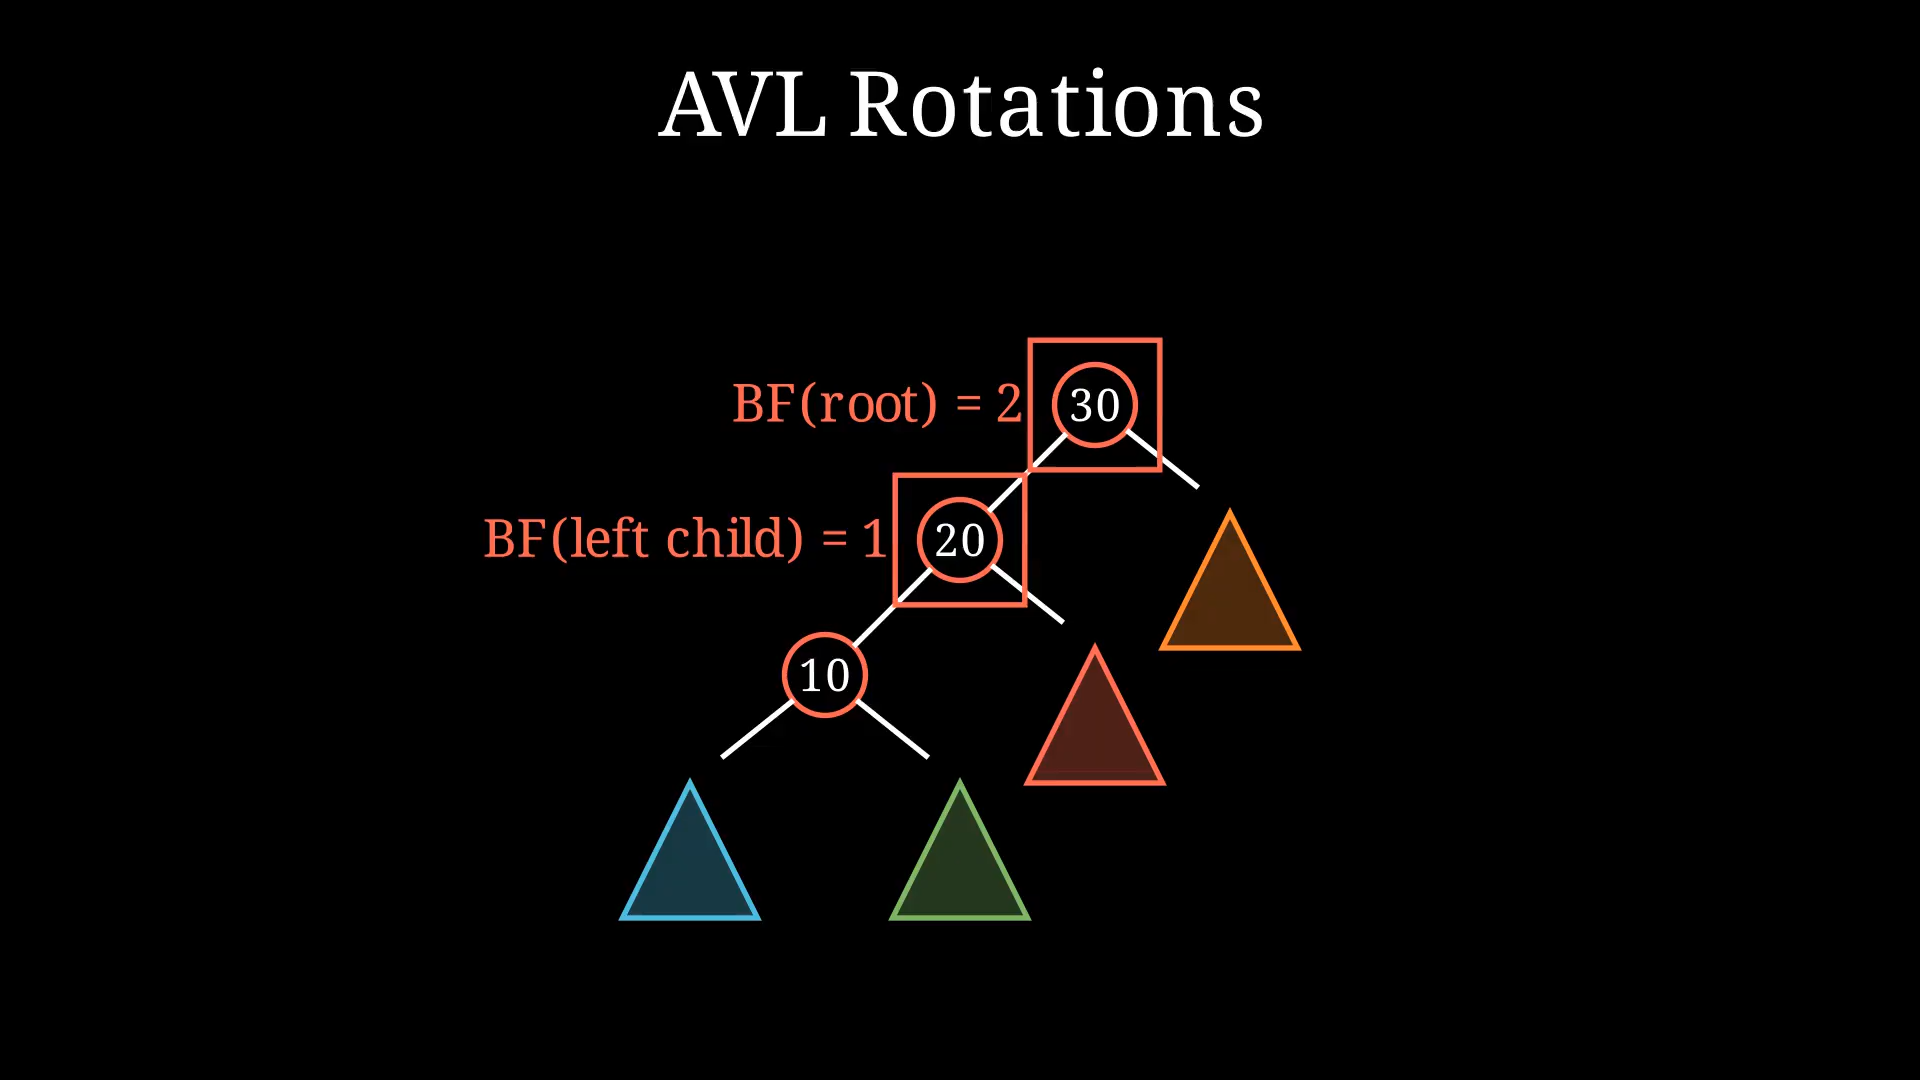 AVL Rotations
BF(root) = 2
30
BF(left child) = 1
20
10